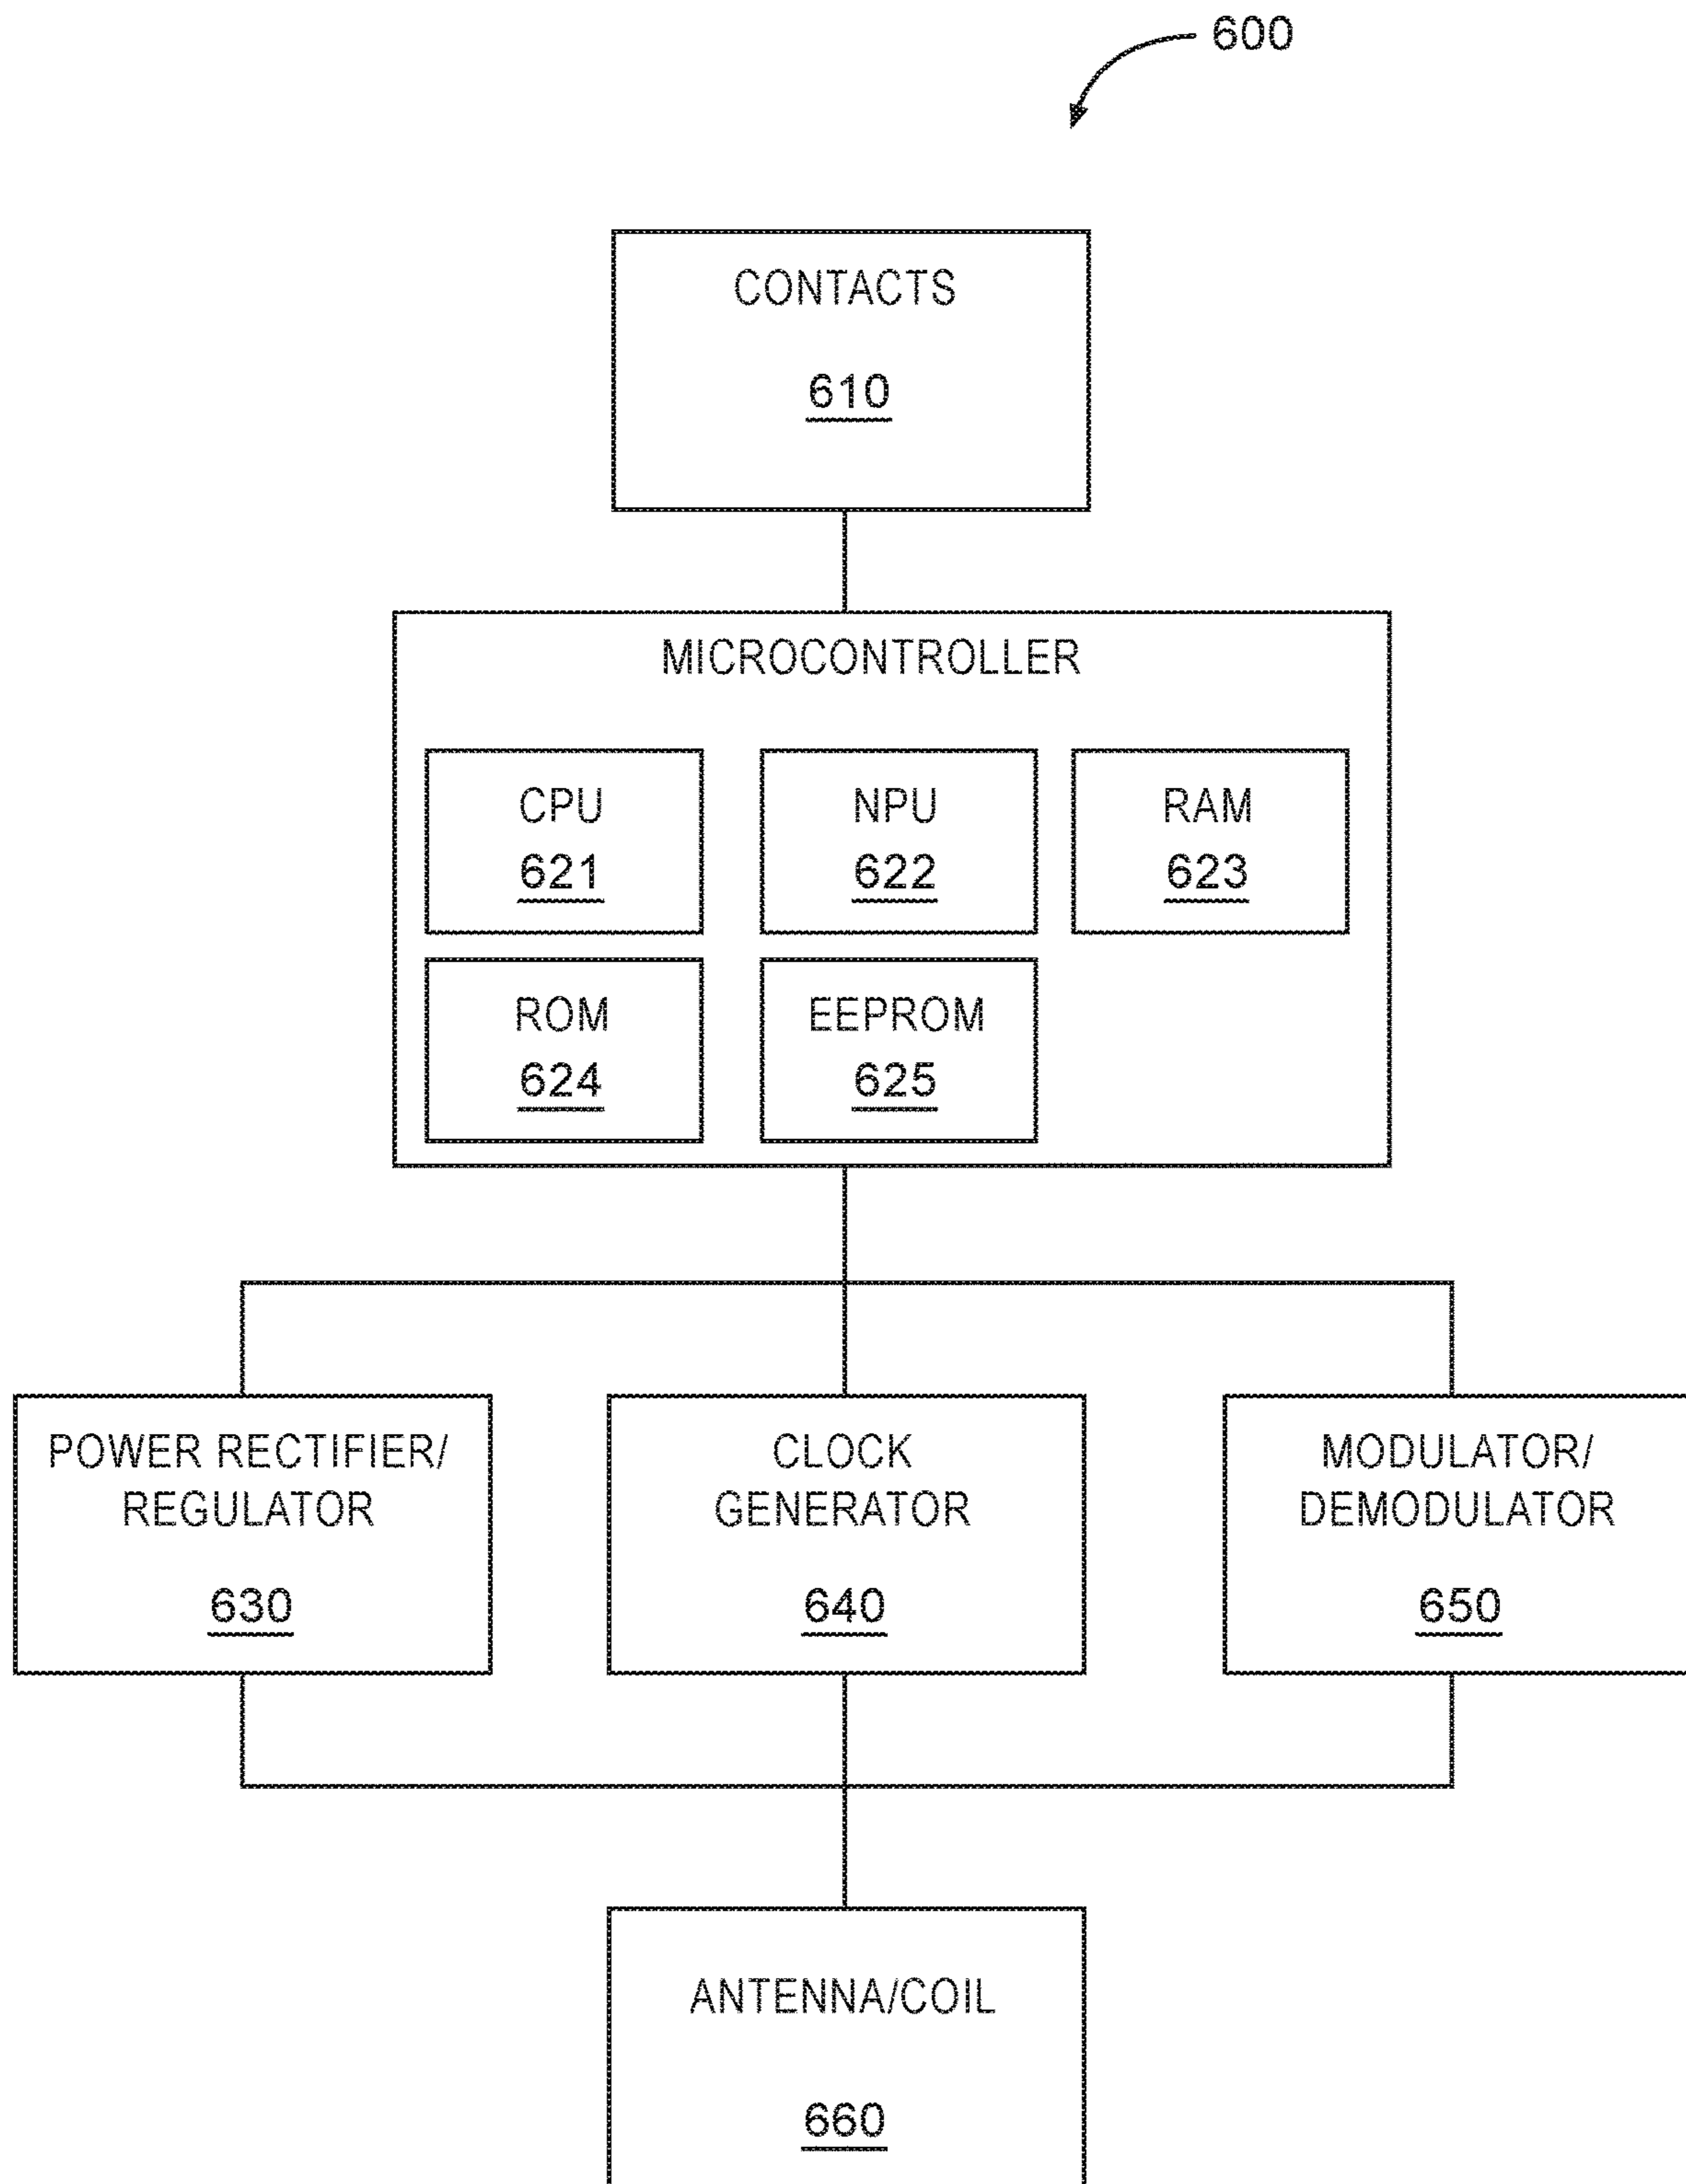 600
CONTACTS
610
MICROCONTROLLER
CPU
621
NPU
622
RAM
623
ROM
624
EEPROM
625
POWER RECTIFIER/
REGULATOR
630
CLOCK
GENERATOR
640
MODULATOR/
DEMODULATOR
650
ANTENNA/COIL
660